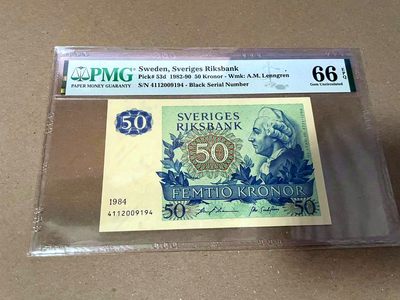 PMG
PAPER MONEY GUARANTY
Sweden, Sveriges Riksbank
Pick# 53d 1982-90 50 Kronor - Wmk: A.M. Lenngren
S/N 4112009194 - Black Serial Number
66 EPQ
Gem Uncirculated
50
SVERIGES
RIKSBANK
50
FEMTIO KRONOR
1984
4112009194
50
50